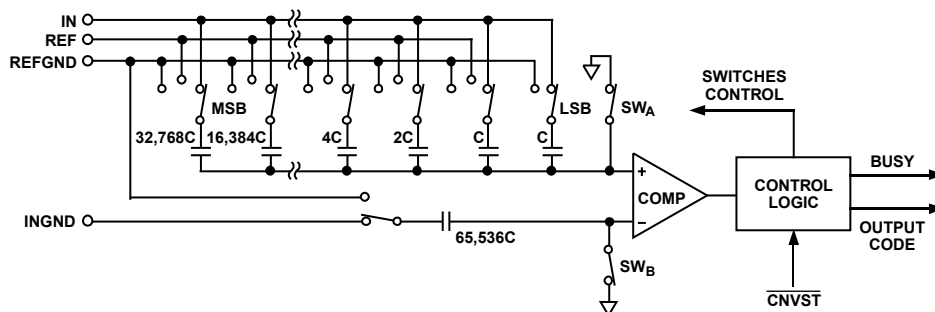 IN
REF
REFGND
MSB
LSB
SWA
SWITCHES
CONTROL
32,768C
16,384C
4C
2C
C
C
BUSY
+
COMP
−
CONTROL
LOGIC
OUTPUT
CODE
INGND
65,536C
SWB
CNVST